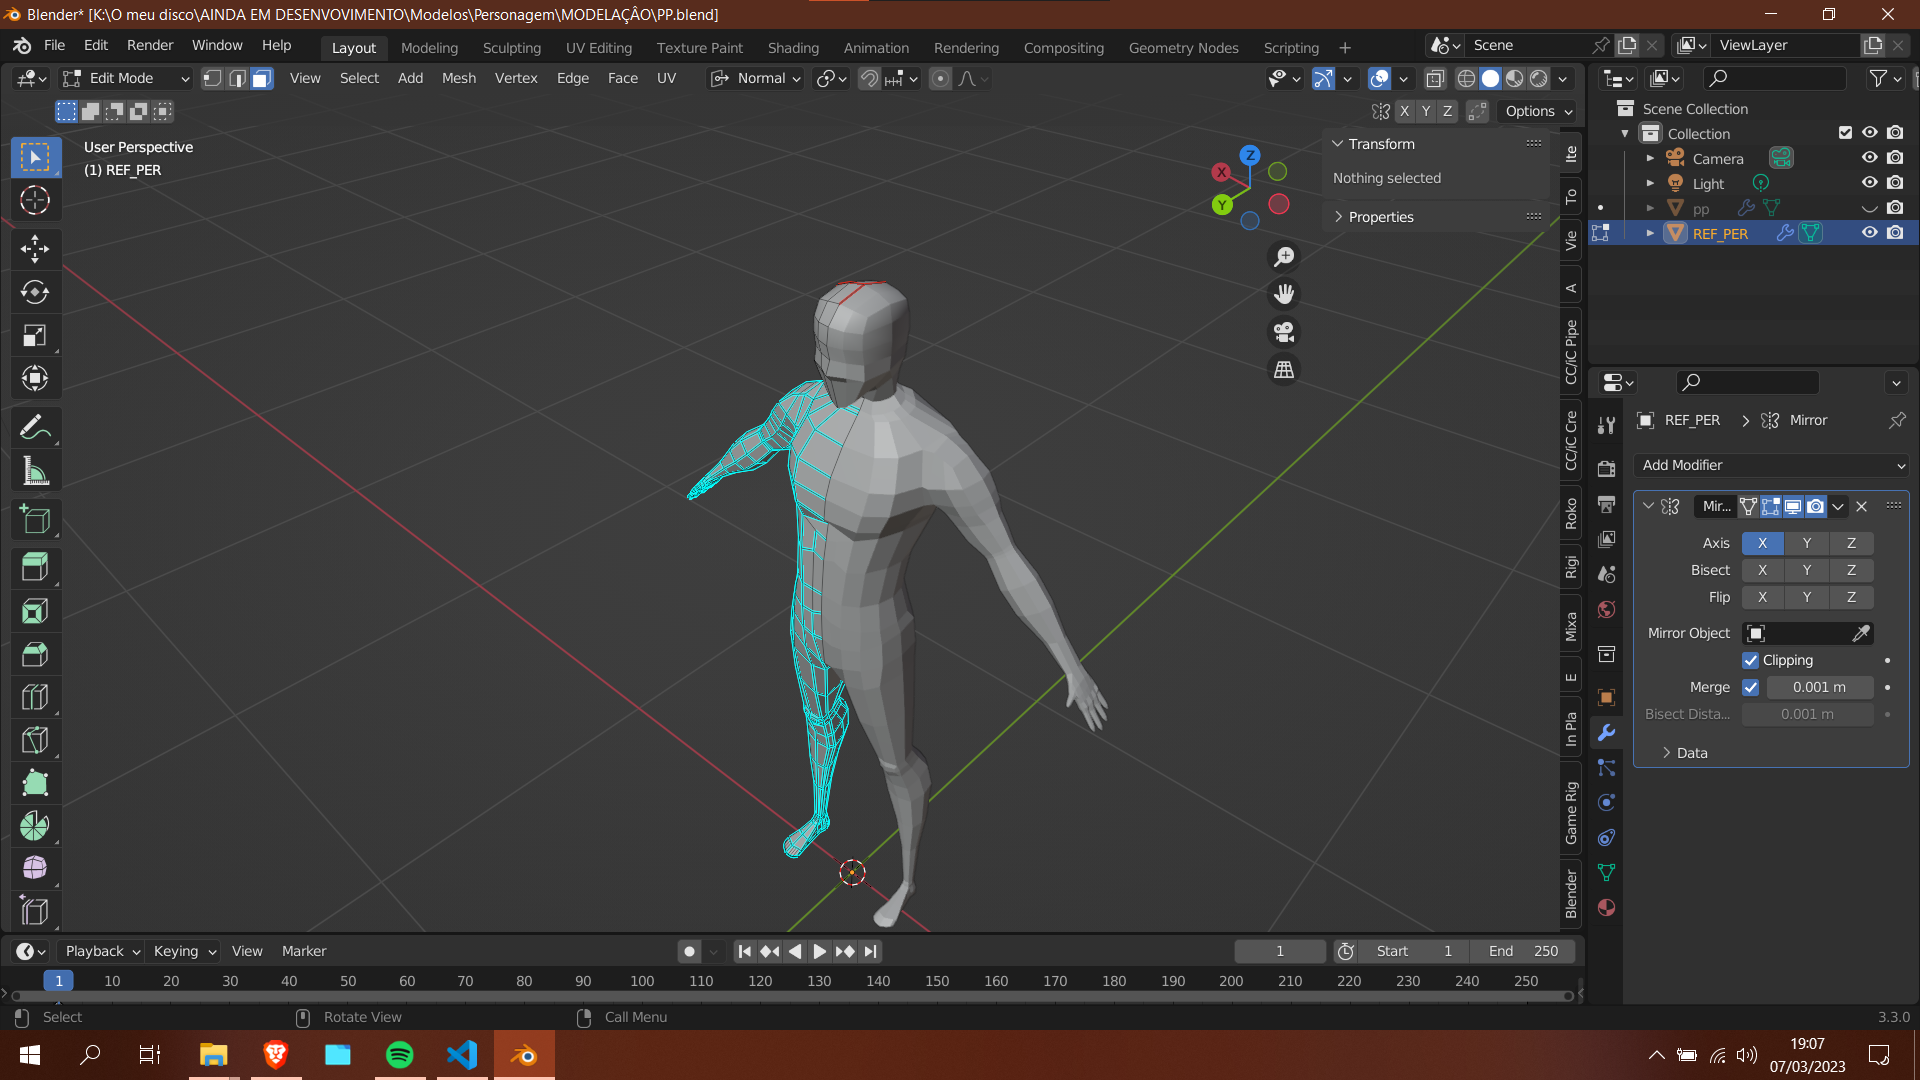 Blender* [K:\O meu disco\AINDA EM DESENVOVIMENTO\Modelos\Personagem\MODELAÇÂO\PP.blend]
File Edit Render Window Help Layout Modeling Sculpting UV Editing Texture Paint Shading Animation Rendering Compositing Geometry Nodes Scripting + Scene ViewLayer
Edit Mode View Select Add Mesh Vertex Edge Face UV Normal
X Y Z Options
User Perspective
(1) REF_PER
Z
X
Y
Transform
Nothing selected
Properties
Ite
To
Vie
A
CC/iC Pipe
CC/iC Cre
Roko
Rigi
Mixa
E
In Pla
Game Rig
Blender
Scene Collection
Collection
Camera
Light
pp
REF_PER
REF_PER > Mirror
Add Modifier
Mir...
Axis X Y Z
Bisect X Y Z
Flip X Y Z
Mirror Object
Clipping
Merge 0.001 m
Bisect Dista... 0.001 m
Data
Playback Keying View Marker 1 Start 1 End 250
1 10 20 30 40 50 60 70 80 90 100 110 120 130 140 150 160 170 180 190 200 210 220 230 240 250
Select Rotate View Call Menu 3.3.0
19:07
07/03/2023